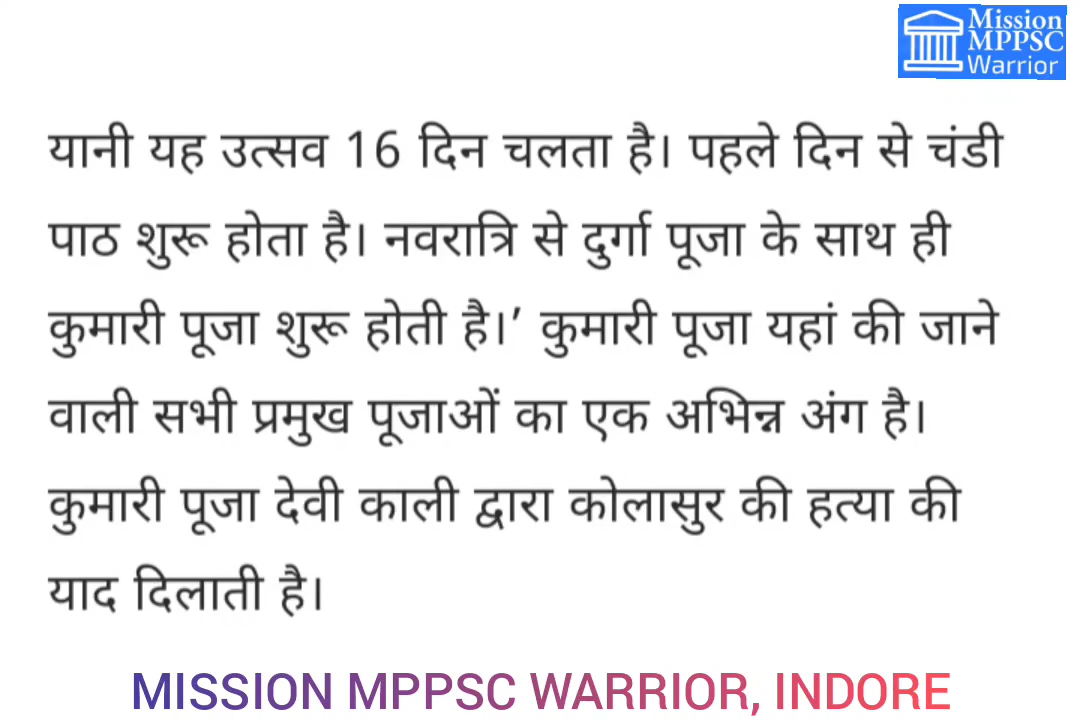 Mission
MPPSC
Warrior
यानी यह उत्सव 16 दिन चलता है। पहले दिन से चंडी
पाठ शुरू होता है। नवरात्रि से दुर्गा पूजा के साथ ही
कुमारी पूजा शुरू होती है।’ कुमारी पूजा यहां की जाने
वाली सभी प्रमुख पूजाओं का एक अभिन्न अंग है।
कुमारी पूजा देवी काली द्वारा कोलासुर की हत्या की
याद दिलाती है।
MISSION MPPSC WARRIOR, INDORE